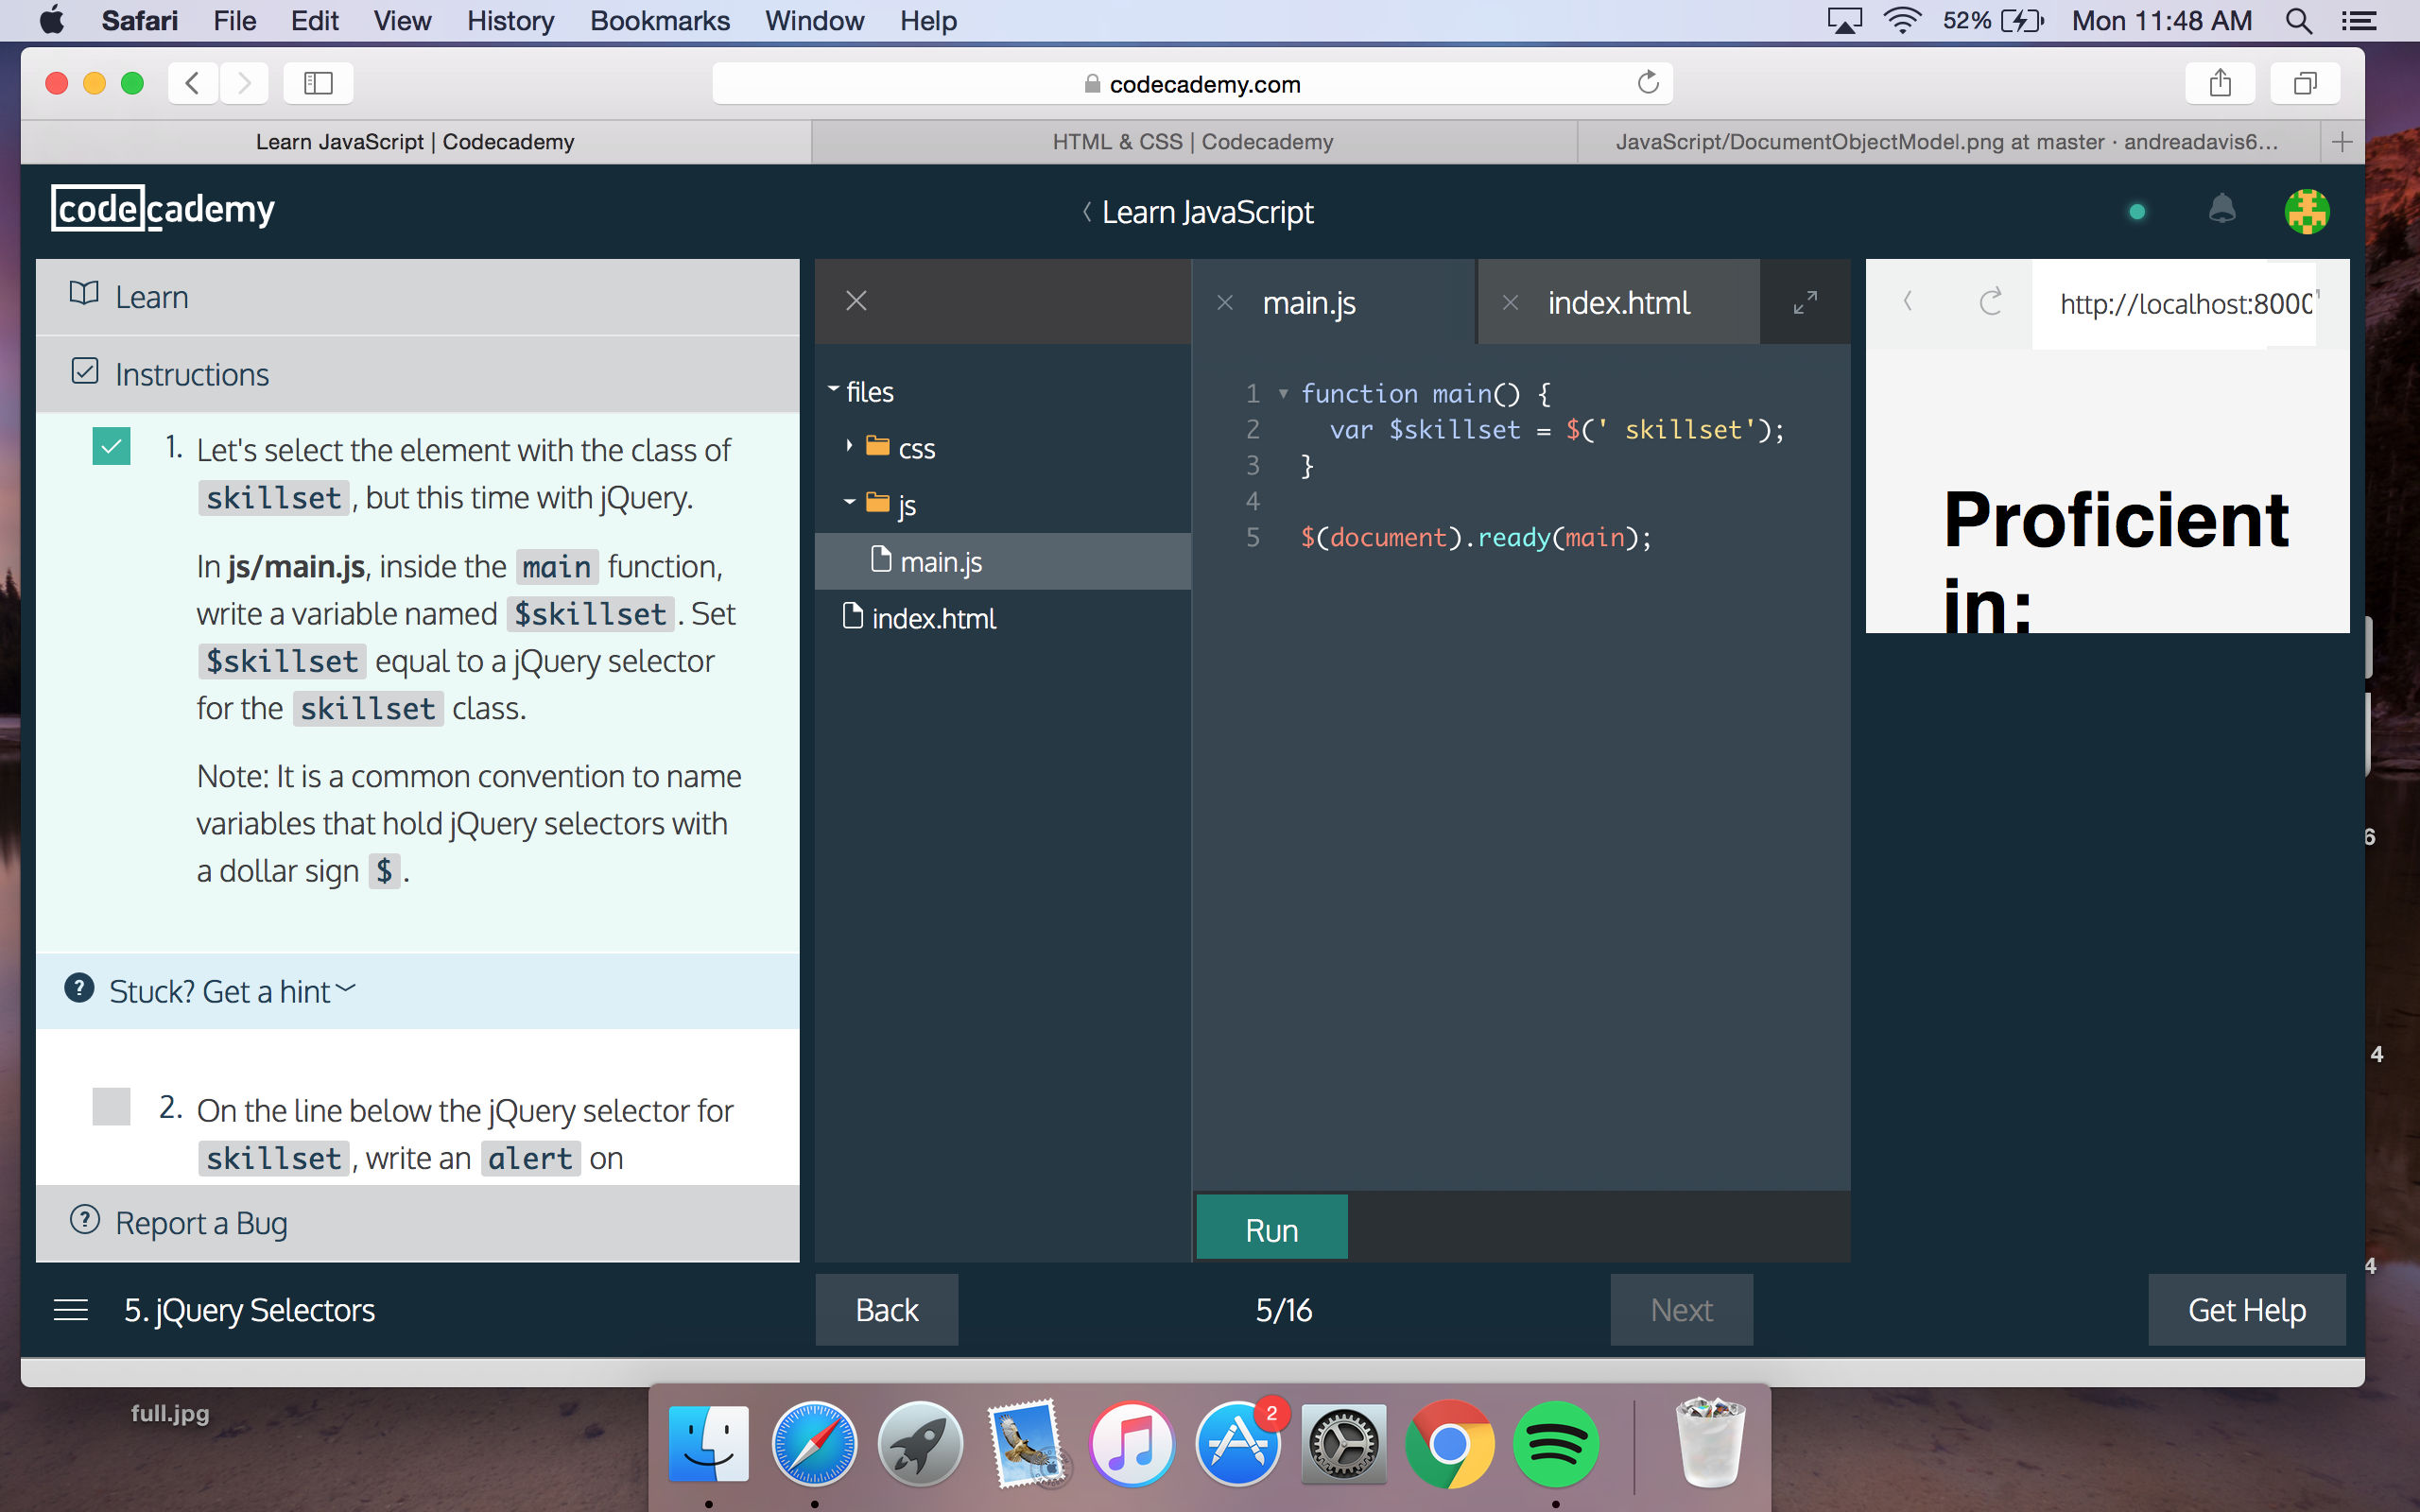 Safari File Edit View History Bookmarks Window Help 52% Mon 11:48 AM
codecademy.com
Learn JavaScript | Codecademy HTML & CSS | Codecademy JavaScript/DocumentObjectModel.png at master · andreadavis6...
codecademy Learn JavaScript
Learn
Instructions
1. Let's select the element with the class of
skillset, but this time with jQuery.
In js/main.js, inside the main function,
write a variable named $skillset. Set
$skillset equal to a jQuery selector
for the skillset class.
Note: It is a common convention to name
variables that hold jQuery selectors with
a dollar sign $.
Stuck? Get a hint
2. On the line below the jQuery selector for
skillset, write an alert on
Report a Bug
files
css
js
main.js
index.html
main.js index.html
1 function main() {
2 var $skillset = $(' skillset');
3 }
4
5 $(document).ready(main);
Run
http://localhost:8000
Proficient
in:
6
4
4
5. jQuery Selectors Back 5/16 Next Get Help
full.jpg
2